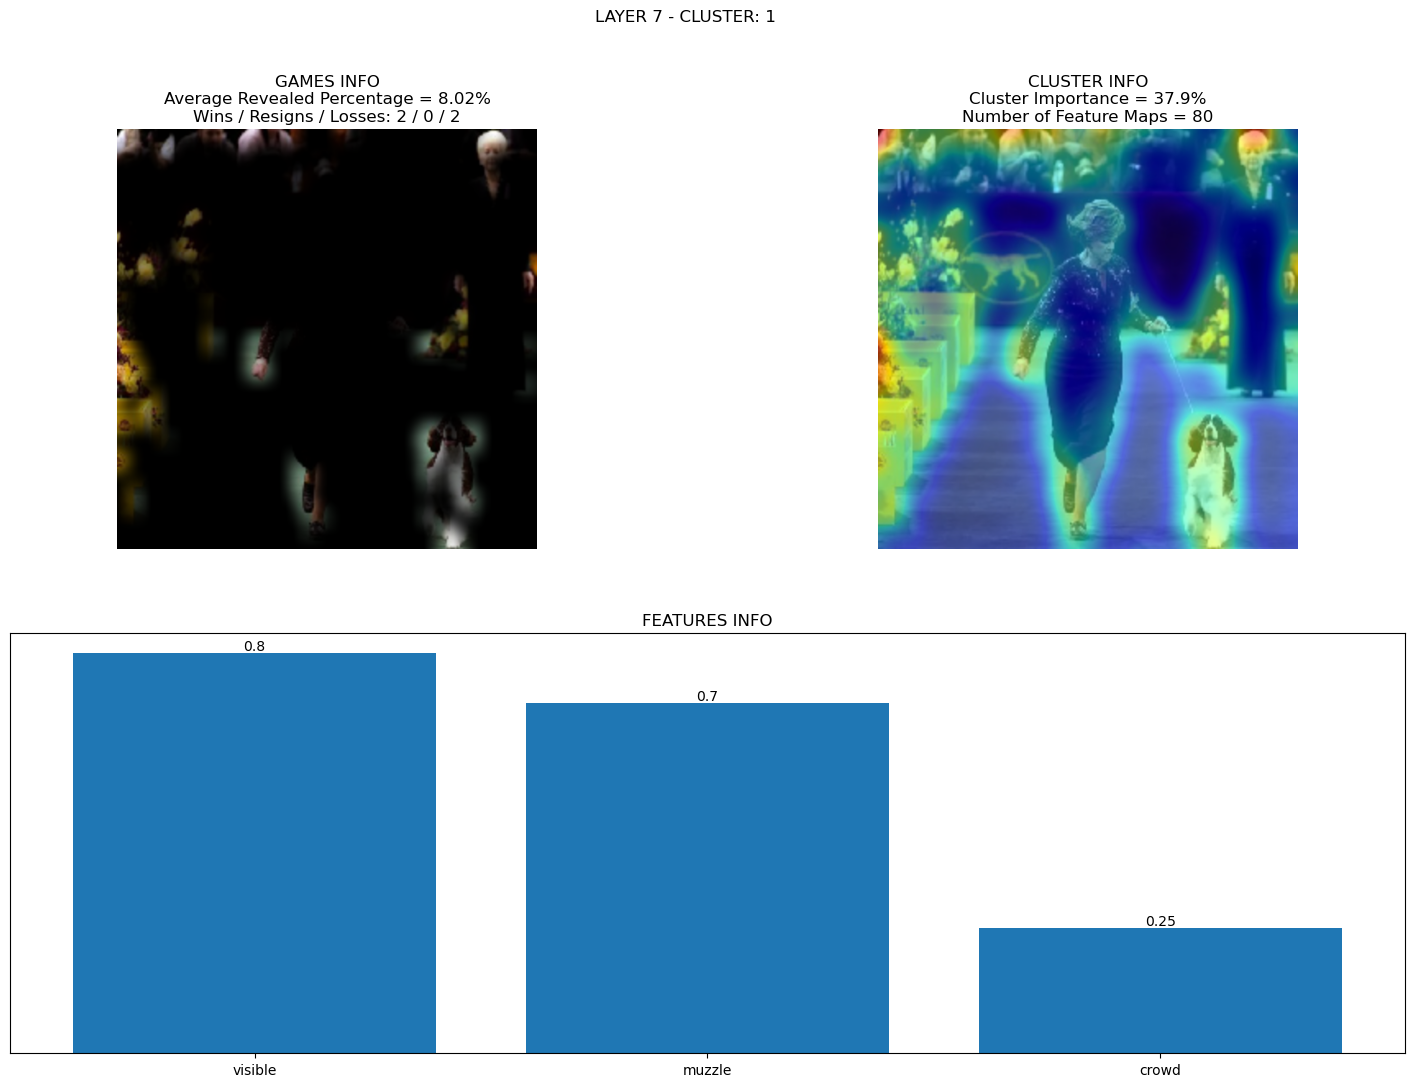 LAYER 7 - CLUSTER: 1
GAMES INFO
Average Revealed Percentage = 8.02%
Wins / Resigns / Losses: 2 / 0 / 2
CLUSTER INFO
Cluster Importance = 37.9%
Number of Feature Maps = 80
FEATURES INFO
0.8
0.7
0.25
visible
muzzle
crowd